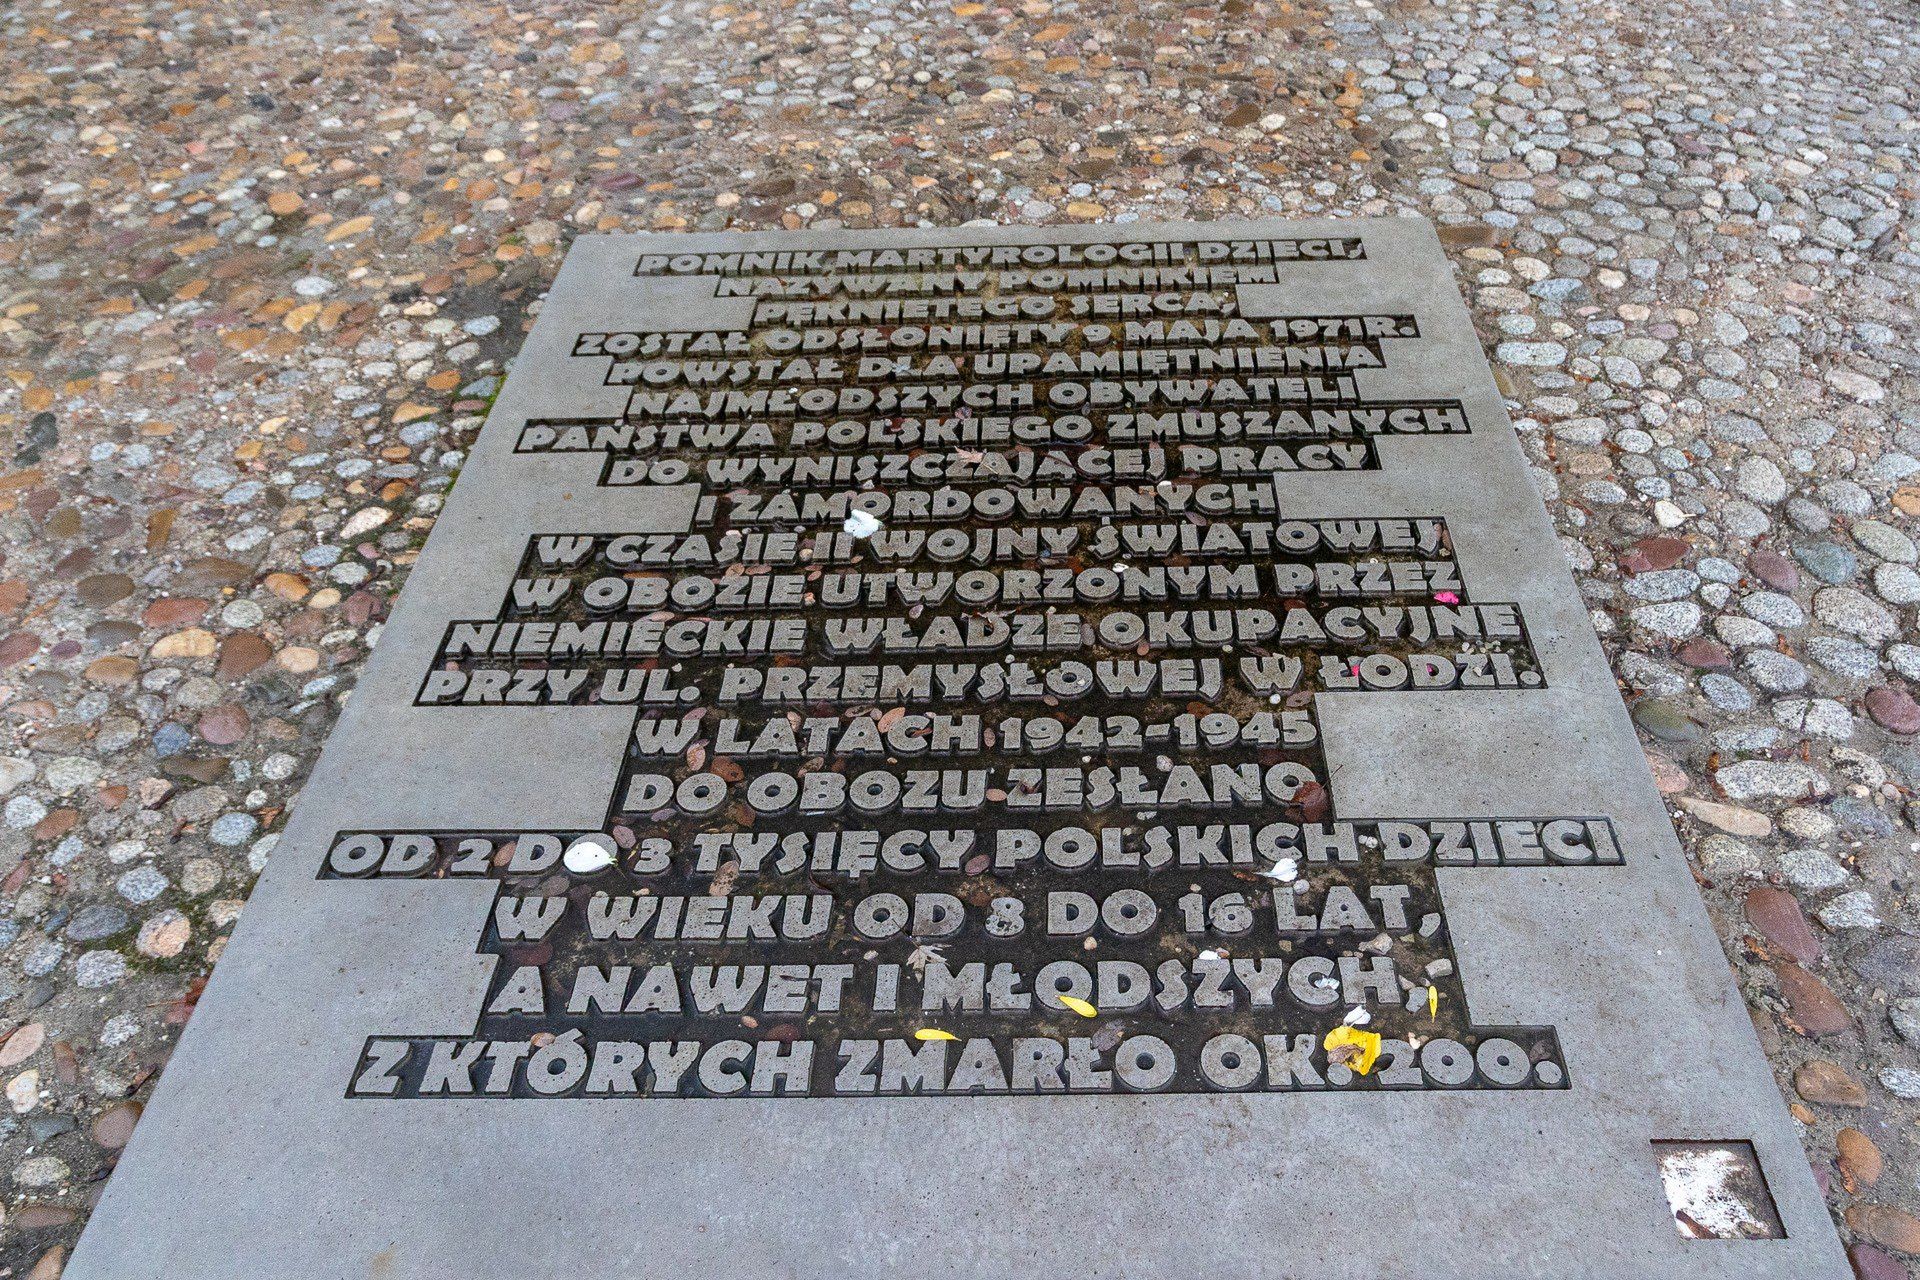 POMNIK MARTYROLOGII DZIECI,
NAZYWANY POMNIKIEM
PĘKNIĘTEGO SERCA,
ZOSTAŁ ODSŁONIĘTY 9 MAJA 1971R.
POWSTAŁ DLA UPAMIĘTNIENIA
NAJMŁODSZYCH OBYWATELI
PAŃSTWA POLSKIEGO ZMUSZANYCH
DO WYNISZCZAJĄCEJ PRACY
I ZAMORDOWANYCH
W CZASIE II WOJNY ŚWIATOWEJ
W OBOZIE UTWORZONYM PRZEZ
NIEMIECKIE WŁADZE OKUPACYJNE
PRZY UL. PRZEMYSŁOWEJ W ŁODZI.
W LATACH 1942-1945
DO OBOZU ZESŁANO
OD 2 DO 3 TYSIĘCY POLSKICH DZIECI
W WIEKU OD 8 DO 16 LAT,
A NAWET I MŁODSZYCH,
Z KTÓRYCH ZMARŁO OK. 200.